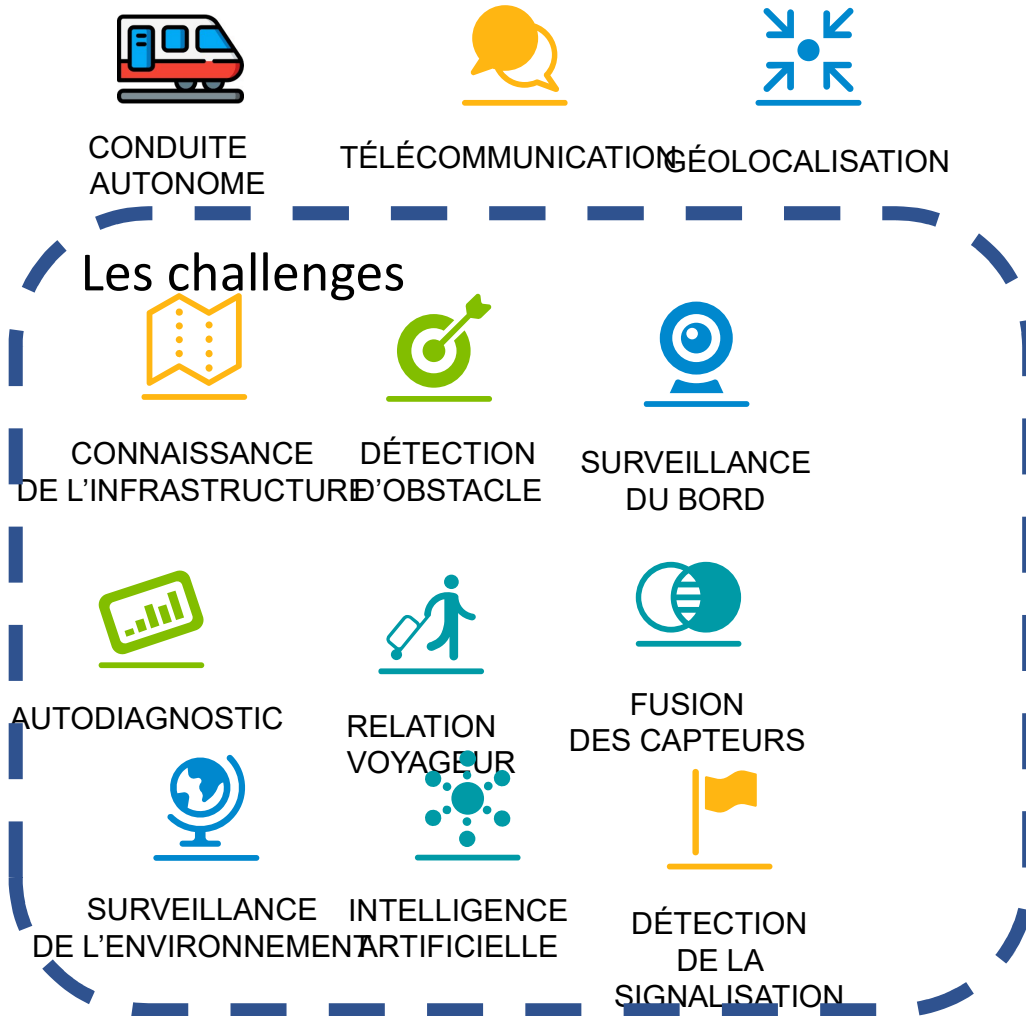 CONDUITE
AUTONOME
TÉLÉCOMMUNICATION
GÉOLOCALISATION
Les challenges
CONNAISSANCE
DE L’INFRASTRUCTURE
DÉTECTION
D’OBSTACLE
SURVEILLANCE
DU BORD
AUTODIAGNOSTIC
RELATION
VOYAGEUR
FUSION
DES CAPTEURS
SURVEILLANCE
DE L’ENVIRONNEMENT
INTELLIGENCE
ARTIFICIELLE
DÉTECTION
DE LA
SIGNALISATION